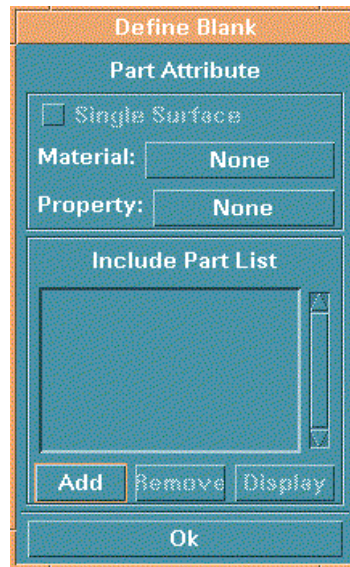 Define Blank
Part Attribute
Single Surface
Material: None
Property: None
Include Part List
Add Remove Display
Ok